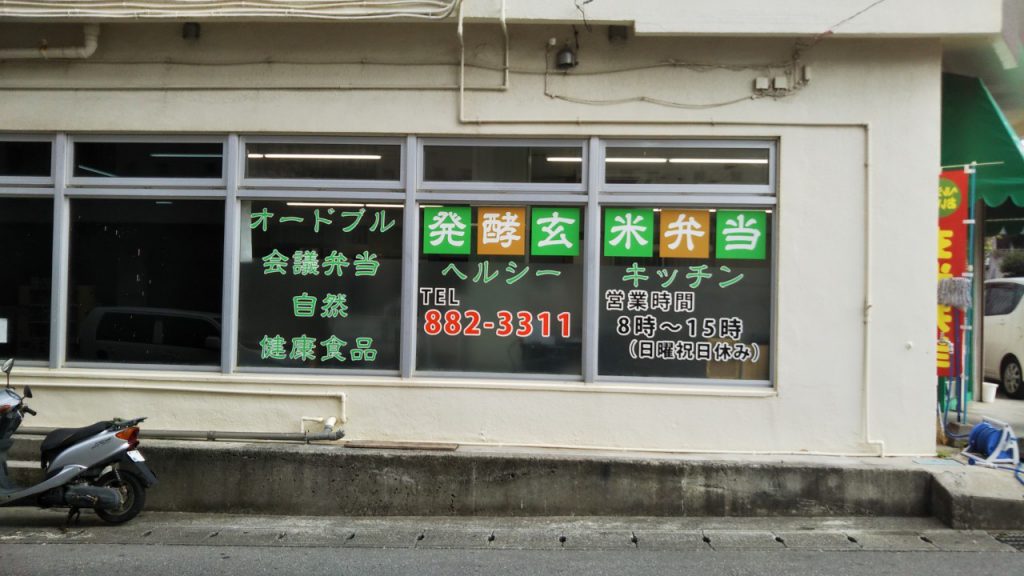 オードブル
会議弁当
自然
健康食品
発酵玄米弁当
ヘルシー キッチン
TEL
882-3311
営業時間
8時～15時
(日曜祝日休み)